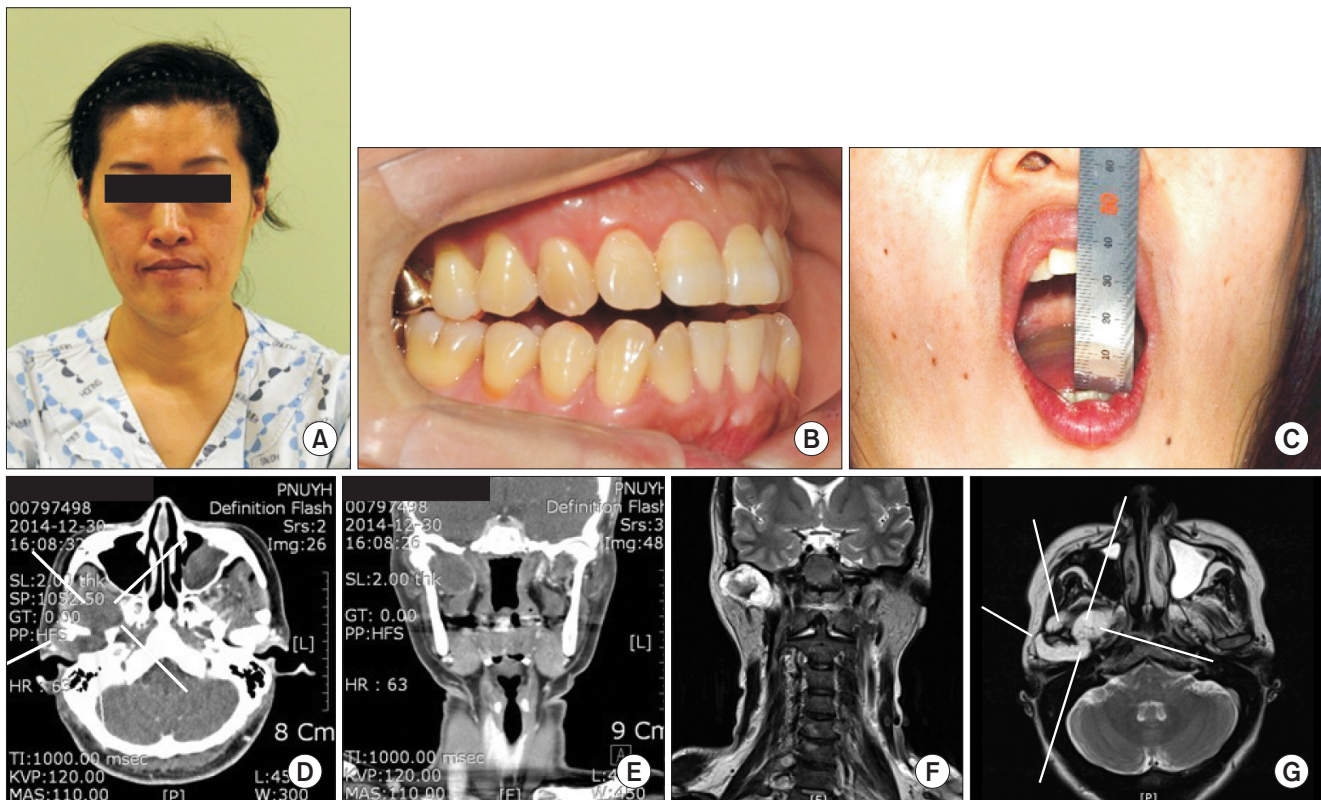 A
B
60
50
40
30
20
10
C
00797498
2014-12-30
16:08:32
SL:2.00 thk
SP:1052.50
GT: 0.00
PP:HFS
HR : 63
TI:1000.00 msec
KVP:120.00
MAS:110.00
PNUYH
Definition Flash
Srs:2
Img:26
[L]
8 Cm
L:45
W:300
[P]
D
00797498
2014-12-30
16:08:26
SL:2.00 thk
GT: 0.00
PP:HFS
HR : 63
TI:1000.00 msec
KVP:120.00
MAS:110.00
PNUYH
Definition Flash
Srs:3
Img:48
[L]
9 Cm
A
W:450
[F]
E
F
[P]
G